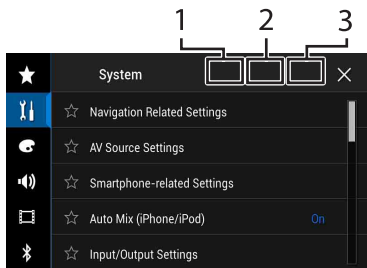 1 2 3
System
Navigation Related Settings
AV Source Settings
Smartphone-related Settings
Auto Mix (iPhone/iPod) On
Input/Output Settings